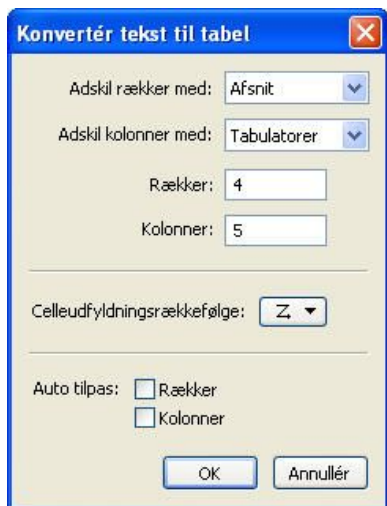 Konvertér tekst til tabel
Adskil rækker med: Afsnit
Adskil kolonner med: Tabulatorer
Rækker: 4
Kolonner: 5
Celleudfyldningsrækkefølge:
Auto tilpas: Rækker
Kolonner
OK Annullér